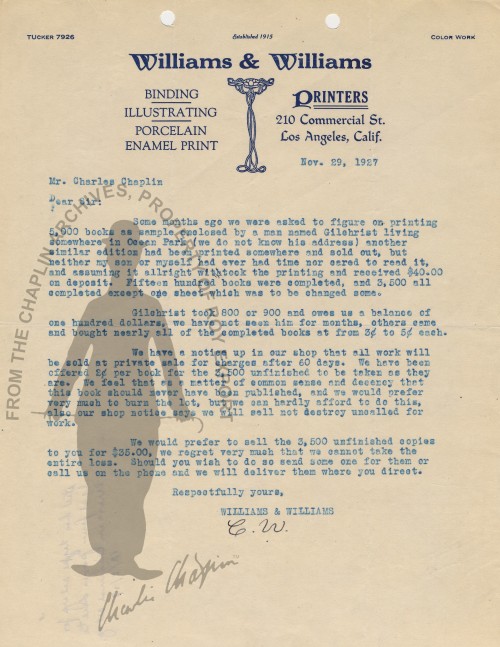 TUCKER 7926
Established 1915
COLOR WORK
Williams & Williams
BINDING
ILLUSTRATING
PORCELAIN
ENAMEL PRINT
PRINTERS
210 Commercial St.
Los Angeles, Calif.
Nov. 29, 1927
Mr. Charles Chaplin
Dear Sir:
Some months ago we were asked to figure on printing
5,000 books as sample enclosed by a man named Gilchrist living
somewhere in Ocean Park (we do not know his address) another
similar edition had been printed somewhere and sold out, but
neither my son or myself had ever had time nor cared to read it,
and assuming it allright we took the printing and received $40.00
on deposit. Fifteen hundred books were completed, and 3,500 all
completed except one sheet which was to be changed some.
Gilchrist took 800 or 900 and owes us a balance of
one hundred dollars, we have not seen him for months, others came
and bought nearly all of the completed books at from 3¢ to 5¢ each.
We have a notice up in our shop that all work will
be sold at private sale for charges after 60 days. We have been
offered 2¢ per book for the 3,500 unfinished to be taken as they
are. We feel that as a matter of common sense and decency that
this book should never have been published, and we would prefer
very much to burn the lot, but we can hardly afford to do this,
also our shop notice says we will sell not destroy uncalled for
work.
We would prefer to sell the 3,500 unfinished copies
to you for $35.00, we regret very much that we cannot take the
entire loss. Should you wish to do so send some one for them or
call us on the phone and we will deliver them where you direct.
Respectfully yours,
WILLIAMS & WILLIAMS
C. W.
FROM THE CHAPLIN ARCHIVES, PROPERTY OF ROY EXPORT
Charlie Chaplin